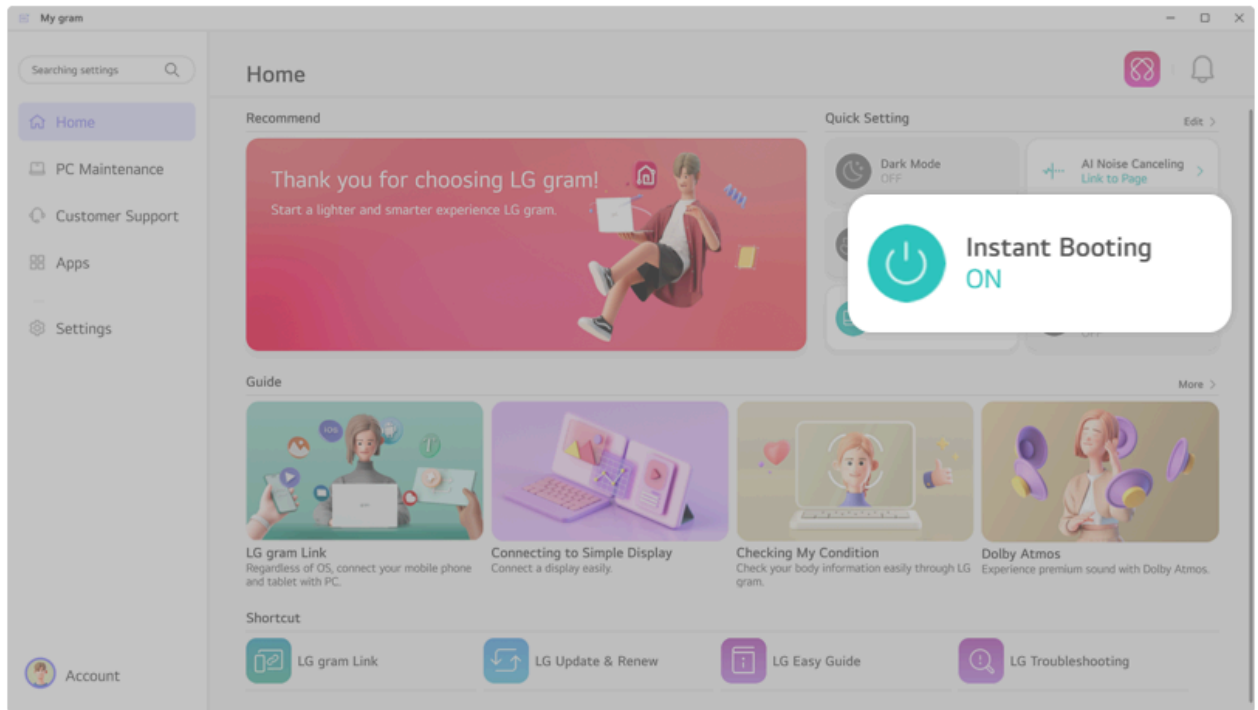 My gram
Searching settings
Home
PC Maintenance
Customer Support
Apps
Settings
Account
Home
Recommend
Thank you for choosing LG gram!
Start a lighter and smarter experience LG gram.
Quick Setting
Edit >
Dark Mode
OFF
AI Noise Canceling
Link to Page
Instant Booting
ON
OFF
Guide
More >
LG gram Link
Regardless of OS, connect your mobile phone
and tablet with PC.
Connecting to Simple Display
Connect a display easily.
Checking My Condition
Check your body information easily through LG
gram.
Dolby Atmos
Experience premium sound with Dolby Atmos.
iOS
Shortcut
LG gram Link
LG Update & Renew
LG Easy Guide
LG Troubleshooting